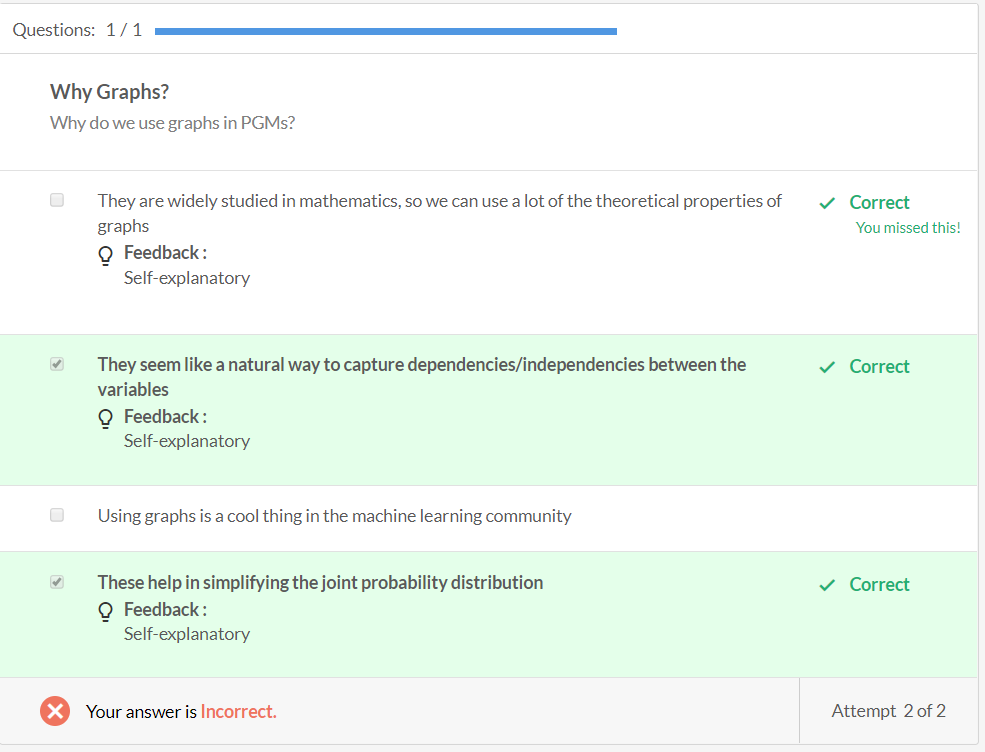 Questions: 1 / 1
Why Graphs?
Why do we use graphs in PGMs?
They are widely studied in mathematics, so we can use a lot of the theoretical properties of
graphs
Correct
You missed this!
Feedback :
Self-explanatory
They seem like a natural way to capture dependencies/independencies between the
variables
Correct
Feedback :
Self-explanatory
Using graphs is a cool thing in the machine learning community
These help in simplifying the joint probability distribution
Correct
Feedback :
Self-explanatory
Your answer is Incorrect.
Attempt 2 of 2